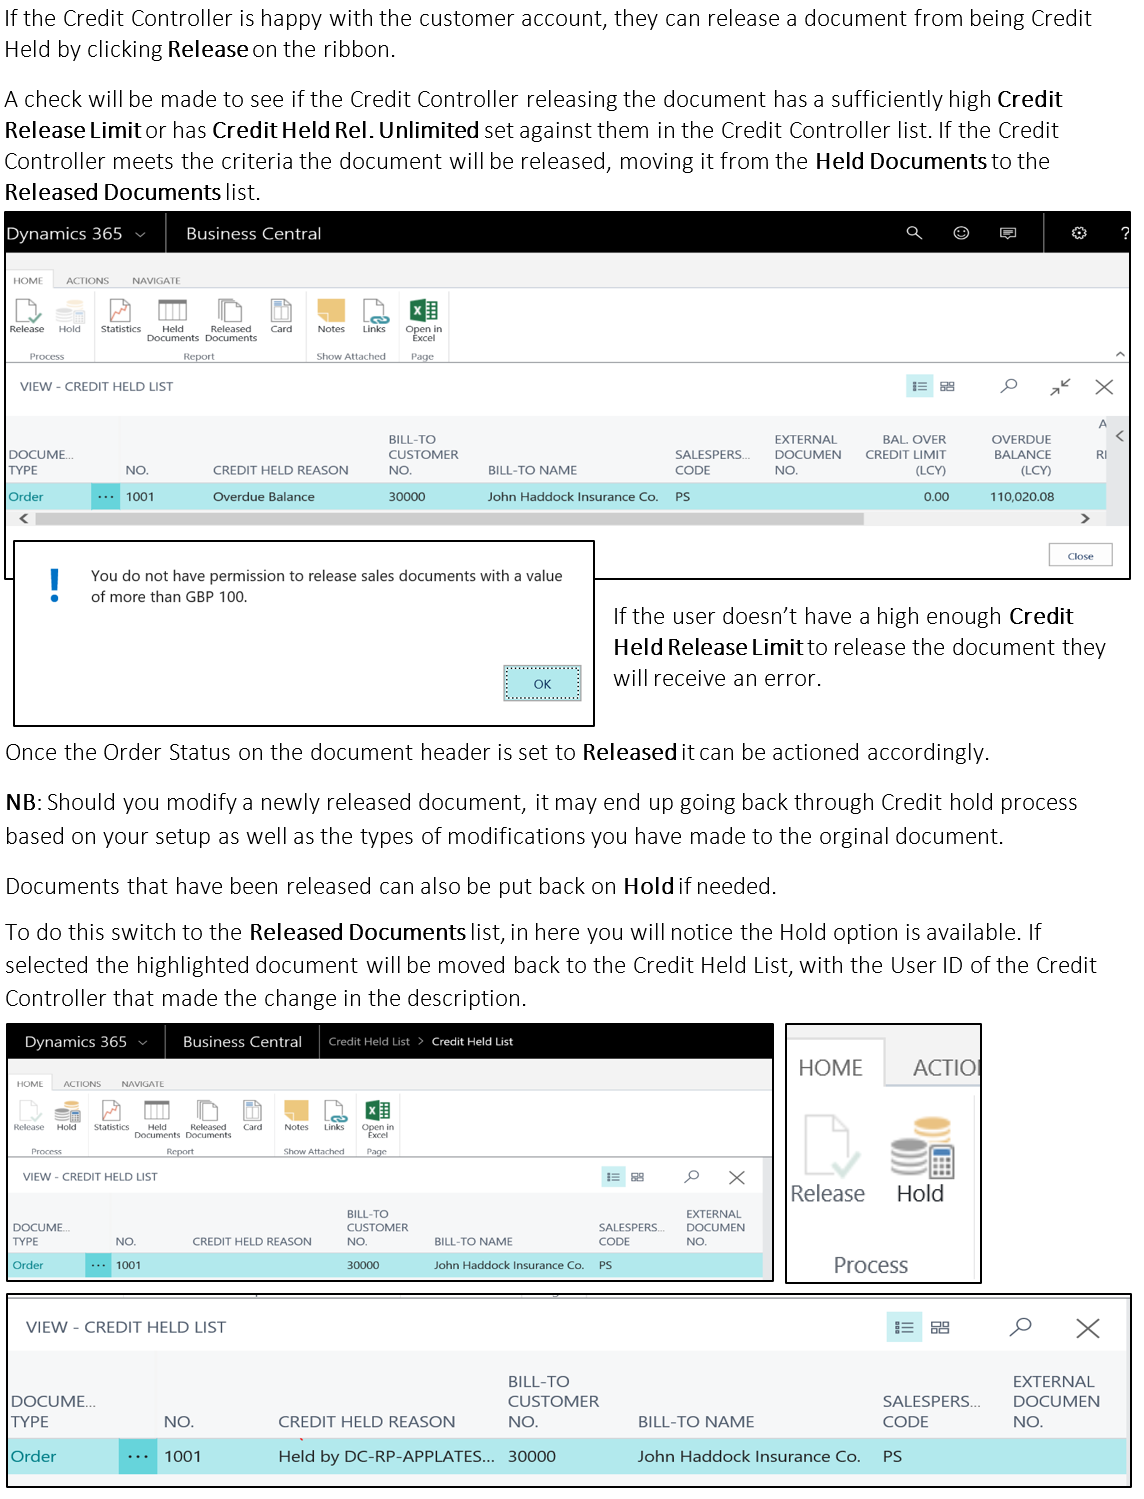 If the Credit Controller is happy with the customer account, they can release a document from being Credit
Held by clicking Release on the ribbon.
A check will be made to see if the Credit Controller releasing the document has a sufficiently high Credit
Release Limit or has Credit Held Rel. Unlimited set against them in the Credit Controller list. If the Credit
Controller meets the criteria the document will be released, moving it from the Held Documents to the
Released Documents list.
Dynamics 365 Business Central ?
HOME ACTIONS NAVIGATE
Release Hold Statistics Held Documents Released Documents Card Notes Links Open in Excel
Process Report Show Attached Page
VIEW - CREDIT HELD LIST
DOCUME... TYPE NO. CREDIT HELD REASON BILL-TO CUSTOMER NO. BILL-TO NAME SALESPERS... CODE EXTERNAL DOCUMEN NO. BAL. OVER CREDIT LIMIT (LCY) OVERDUE BALANCE (LCY) A RI
Order ... 1001 Overdue Balance 30000 John Haddock Insurance Co. PS 0.00 110,020.08
Close
You do not have permission to release sales documents with a value
of more than GBP 100.
OK
If the user doesn't have a high enough Credit
Held Release Limit to release the document they
will receive an error.
Once the Order Status on the document header is set to Released it can be actioned accordingly.
NB: Should you modify a newly released document, it may end up going back through Credit hold process
based on your setup as well as the types of modifications you have made to the orginal document.
Documents that have been released can also be put back on Hold if needed.
To do this switch to the Released Documents list, in here you will notice the Hold option is available. If
selected the highlighted document will be moved back to the Credit Held List, with the User ID of the Credit
Controller that made the change in the description.
Dynamics 365 Business Central Credit Held List > Credit Held List
HOME ACTIONS NAVIGATE
Release Hold Statistics Held Documents Released Documents Card Notes Links Open in Excel
Process Report Show Attached Page
VIEW - CREDIT HELD LIST
DOCUME... TYPE NO. CREDIT HELD REASON BILL-TO CUSTOMER NO. BILL-TO NAME SALESPERS... CODE EXTERNAL DOCUMEN NO.
Order ... 1001 30000 John Haddock Insurance Co. PS
HOME ACTIO
Release Hold
Process
VIEW - CREDIT HELD LIST
DOCUME... TYPE NO. CREDIT HELD REASON BILL-TO CUSTOMER NO. BILL-TO NAME SALESPERS... CODE EXTERNAL DOCUMEN NO.
Order ... 1001 Held by DC-RP-APPLATES... 30000 John Haddock Insurance Co. PS